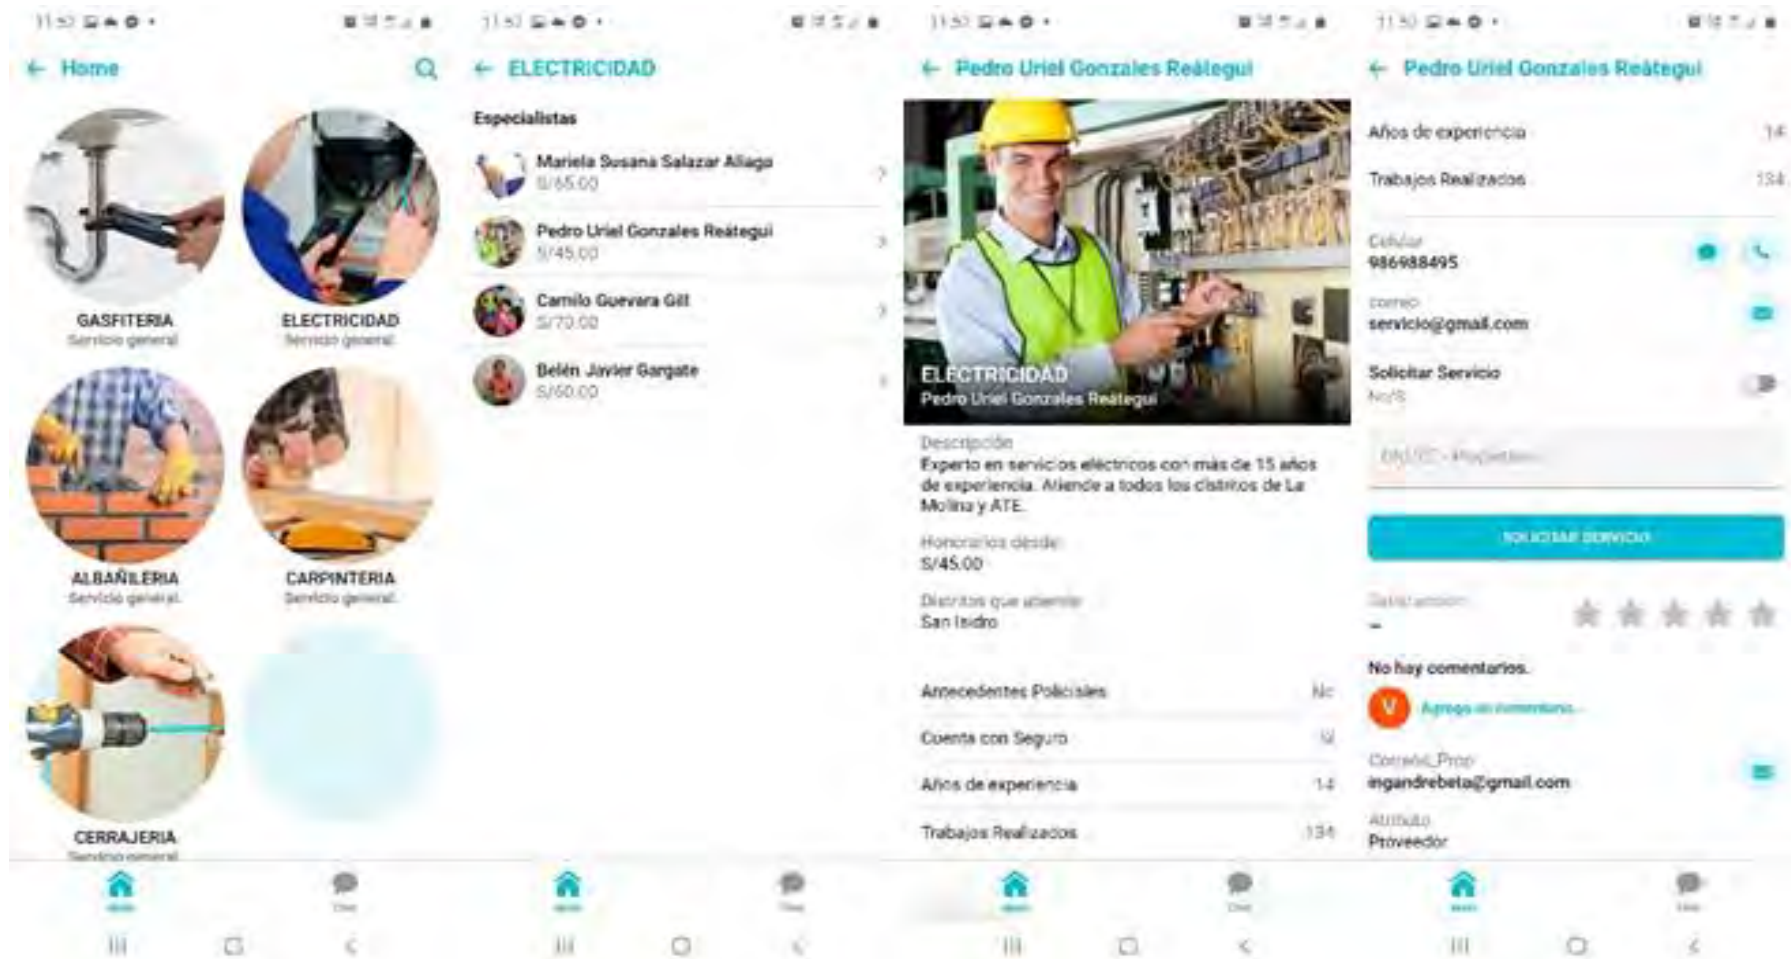 11:50
← Home
GASFITERIA
Servicio general
ELECTRICIDAD
Servicio general
ALBAÑILERIA
Servicio general
CARPINTERIA
Servicio general
CERRAJERIA
Servicio general
← ELECTRICIDAD
Especialistas
Mariela Susana Salazar Aliaga
S/65.00
Pedro Uriel Gonzales Reátegui
S/45.00
Camilo Guevara Gill
S/70.00
Belén Javier Gargate
S/60.00
← Pedro Uriel Gonzales Reátegui
ELECTRICIDAD
Pedro Uriel Gonzales Reátegui
Descripción
Experto en servicios eléctricos con más de 15 años
de experiencia. Atiende a todos los distritos de La
Molina y ATE.
Honorarios desde:
S/45.00
Distritos que atiende
San Isidro
Antecedentes Policiales No
Cuenta con Seguro
Años de experiencia 14
Trabajos Realizados 134
← Pedro Uriel Gonzales Reátegui
Años de experiencia 14
Trabajos Realizados 134
Celular
986988495
correo
servicio@gmail.com
Solicitar Servicio
SOLICITAR SERVICIO
No hay comentarios.
V Agrega un comentario...
Correos_Prop
ingandrebeta@gmail.com
Atributo
Proveedor